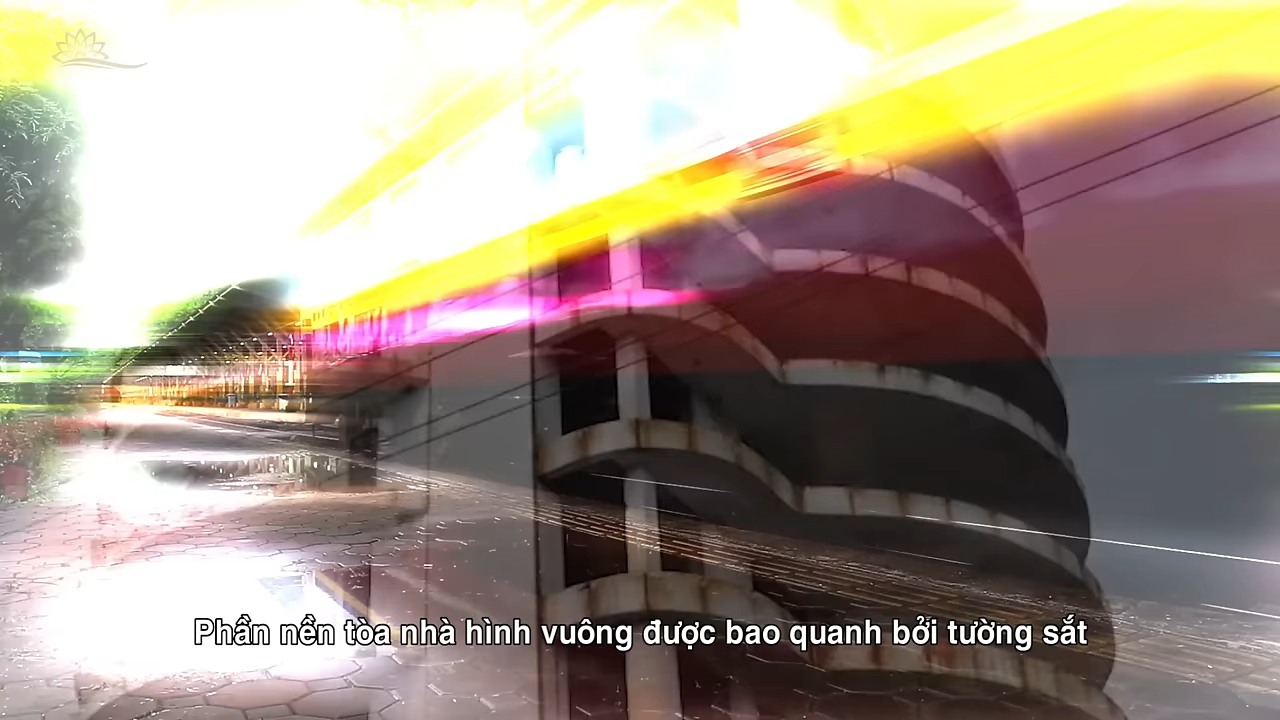 Phần nền tòa nhà hình vuông được bao quanh bởi tường sắt